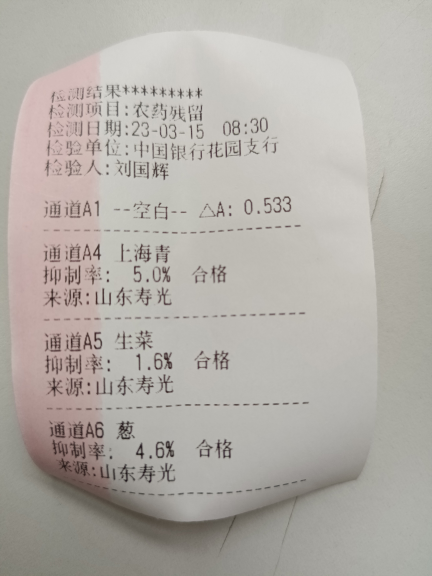 检测结果*********
检测项目:农药残留
检测日期:23-03-15 08:30
检验单位:中国银行花园支行
检验人:刘国辉
通道A1 --空白-- △A: 0.533
通道A4 上海青
抑制率: 5.0% 合格
来源:山东寿光
通道A5 生菜
抑制率: 1.6% 合格
来源:山东寿光
通道A6 葱
抑制率: 4.6% 合格
来源:山东寿光